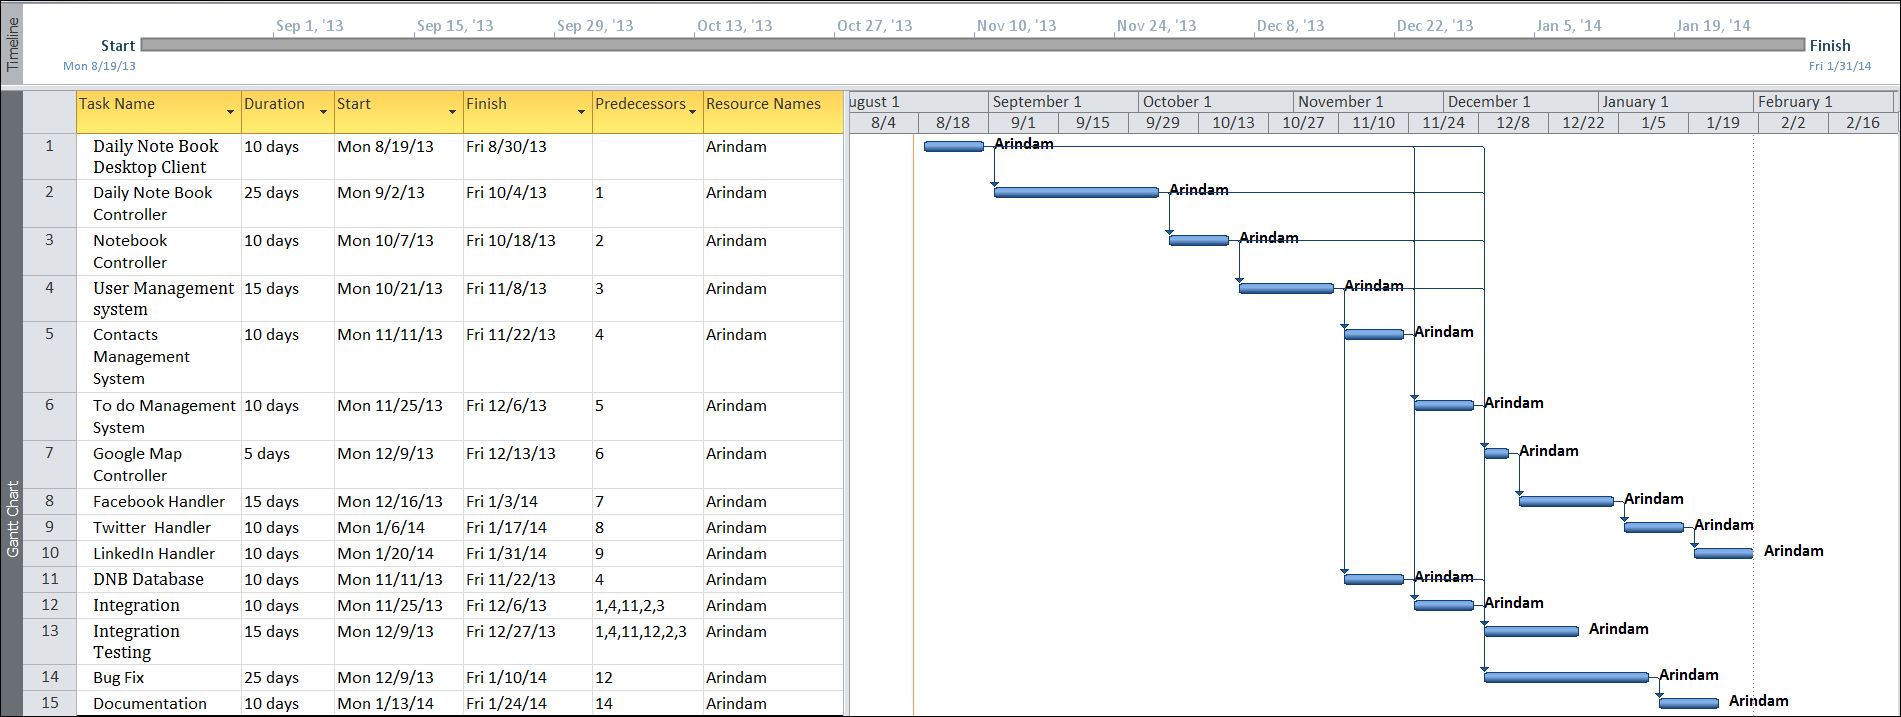 Timeline
Sep 1, '13 Sep 15, '13 Sep 29, '13 Oct 13, '13 Oct 27, '13 Nov 10, '13 Nov 24, '13 Dec 8, '13 Dec 22, '13 Jan 5, '14 Jan 19, '14
Start Finish
Mon 8/19/13 Fri 1/31/14
Gantt Chart
Task Name Duration Start Finish Predecessors Resource Names
ugust 1 September 1 October 1 November 1 December 1 January 1 February 1
8/4 8/18 9/1 9/15 9/29 10/13 10/27 11/10 11/24 12/8 12/22 1/5 1/19 2/2 2/16
1 Daily Note Book 10 days Mon 8/19/13 Fri 8/30/13 Arindam Arindam
Desktop Client
2 Daily Note Book 25 days Mon 9/2/13 Fri 10/4/13 1 Arindam Arindam
Controller
3 Notebook 10 days Mon 10/7/13 Fri 10/18/13 2 Arindam Arindam
Controller
4 User Management 15 days Mon 10/21/13 Fri 11/8/13 3 Arindam Arindam
system
5 Contacts 10 days Mon 11/11/13 Fri 11/22/13 4 Arindam Arindam
Management
System
6 To do Management 10 days Mon 11/25/13 Fri 12/6/13 5 Arindam Arindam
System
7 Google Map 5 days Mon 12/9/13 Fri 12/13/13 6 Arindam Arindam
Controller
8 Facebook Handler 15 days Mon 12/16/13 Fri 1/3/14 7 Arindam Arindam
9 Twitter Handler 10 days Mon 1/6/14 Fri 1/17/14 8 Arindam Arindam
10 LinkedIn Handler 10 days Mon 1/20/14 Fri 1/31/14 9 Arindam Arindam
11 DNB Database 10 days Mon 11/11/13 Fri 11/22/13 4 Arindam Arindam
12 Integration 10 days Mon 11/25/13 Fri 12/6/13 1,4,11,2,3 Arindam Arindam
13 Integration 15 days Mon 12/9/13 Fri 12/27/13 1,4,11,12,2,3 Arindam Arindam
Testing
14 Bug Fix 25 days Mon 12/9/13 Fri 1/10/14 12 Arindam Arindam
15 Documentation 10 days Mon 1/13/14 Fri 1/24/14 14 Arindam Arindam